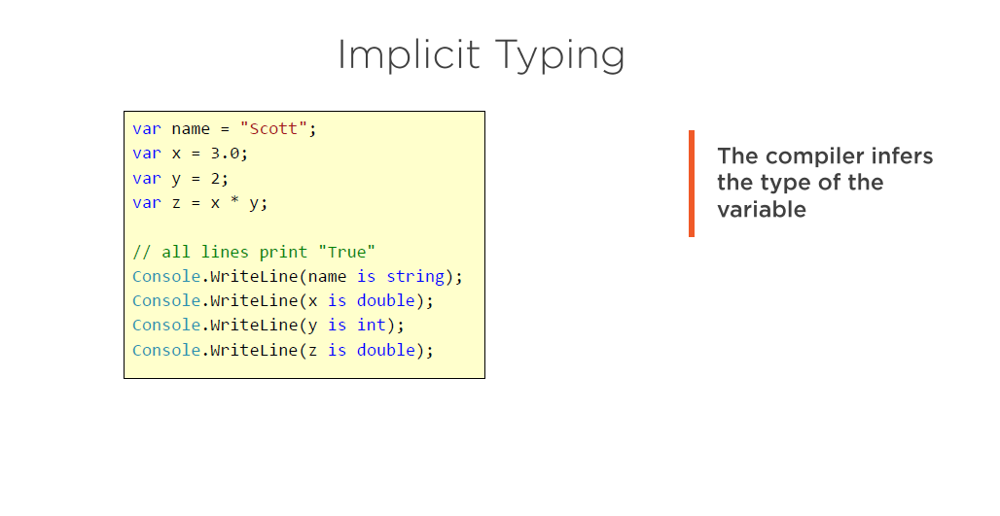 Implicit Typing
var name = "Scott";
var x = 3.0;
var y = 2;
var z = x * y;
// all lines print "True"
Console.WriteLine(name is string);
Console.WriteLine(x is double);
Console.WriteLine(y is int);
Console.WriteLine(z is double);
The compiler infers
the type of the
variable